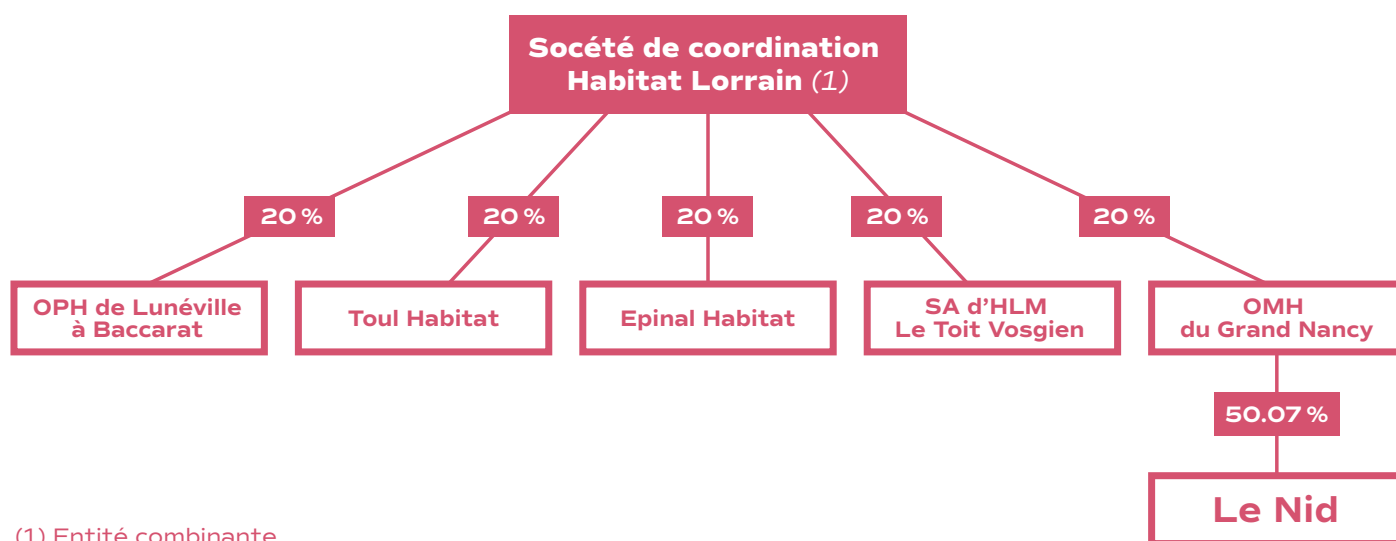 Socété de coordination
Habitat Lorrain (1)
20 %
20 %
20 %
20 %
20 %
OPH de Lunéville
à Baccarat
Toul Habitat
Epinal Habitat
SA d’HLM
Le Toit Vosgien
OMH
du Grand Nancy
50.07 %
Le Nid
(1) Entité combinante